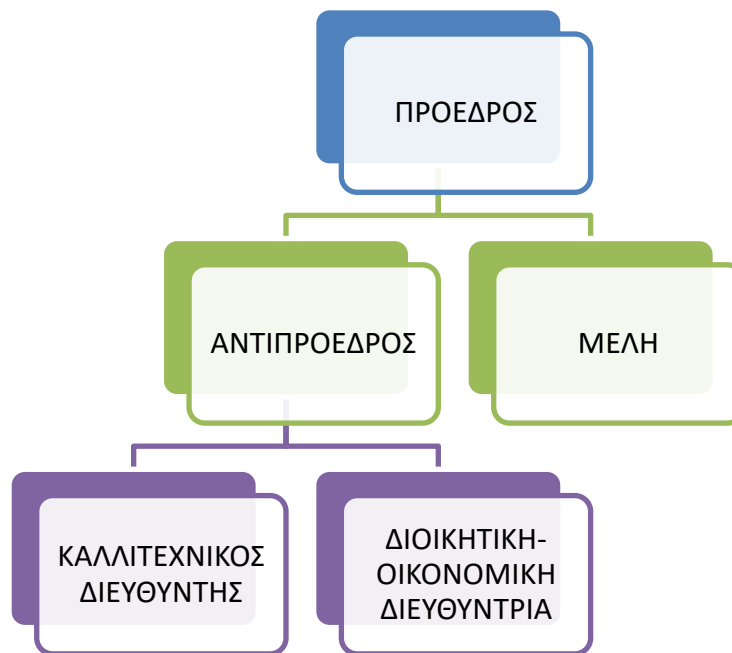 ΠΡΟΕΔΡΟΣ
ΑΝΤΙΠΡΟΕΔΡΟΣ
ΜΕΛΗ
ΚΑΛΛΙΤΕΧΝΙΚΟΣ
ΔΙΕΥΘΥΝΤΗΣ
ΔΙΟΙΚΗΤΙΚΗ-
ΟΙΚΟΝΟΜΙΚΗ
ΔΙΕΥΘΥΝΤΡΙΑ